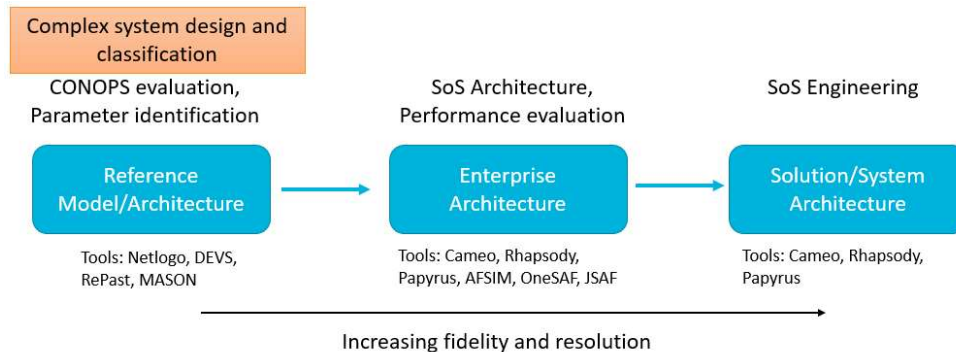 Complex system design and
classification
CONOPS evaluation,
Parameter identification
SoS Architecture,
Performance evaluation
SoS Engineering
Reference
Model/Architecture
Enterprise
Architecture
Solution/System
Architecture
Tools: Netlogo, DEVS,
RePast, MASON
Tools: Cameo, Rhapsody,
Papyrus, AFSIM, OneSAF, JSAF
Tools: Cameo, Rhapsody,
Papyrus
Increasing fidelity and resolution